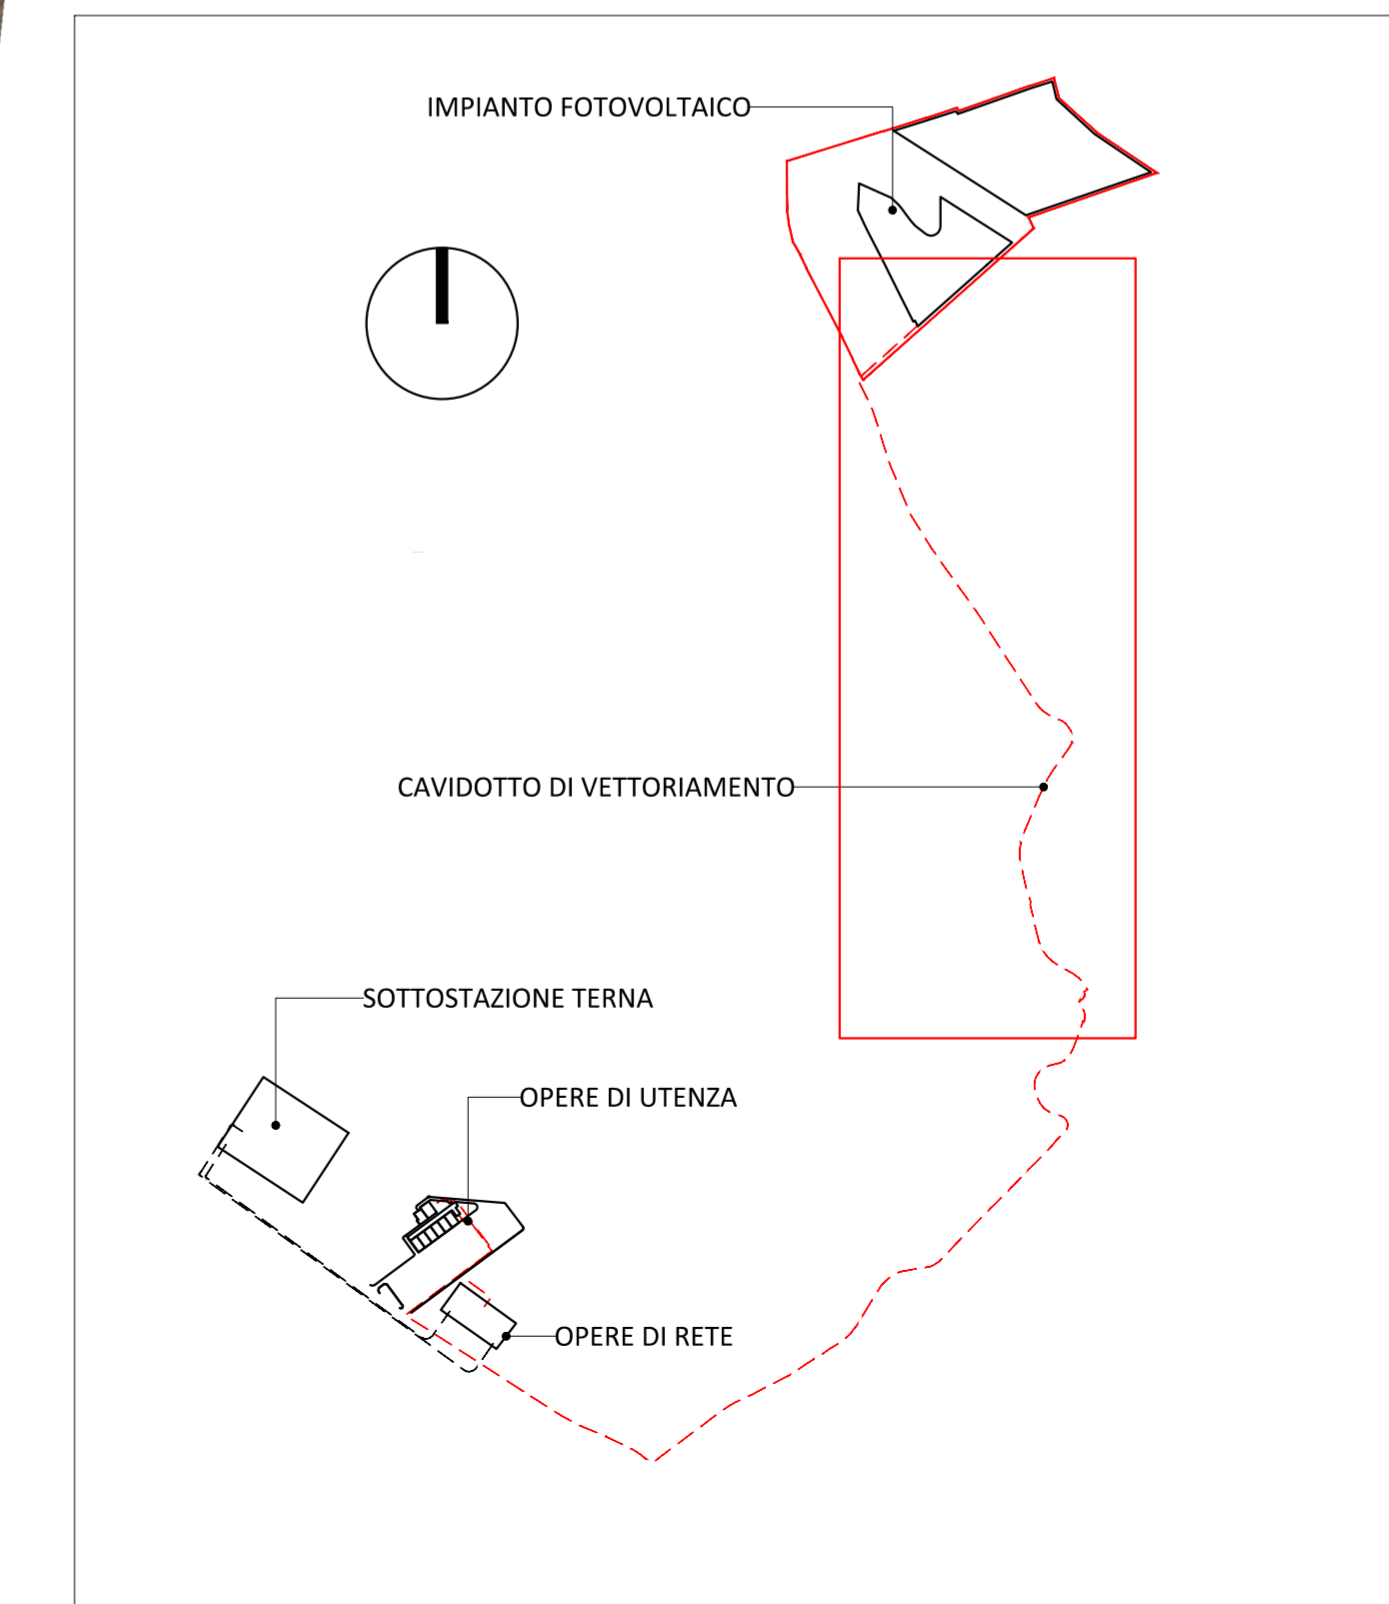 IMPIANTO FOTOVOLTAICO
CAVIDOTTO DI VETTORIAMENTO
SOTTOSTAZIONE TERNA
OPERE DI UTENZA
OPERE DI RETE